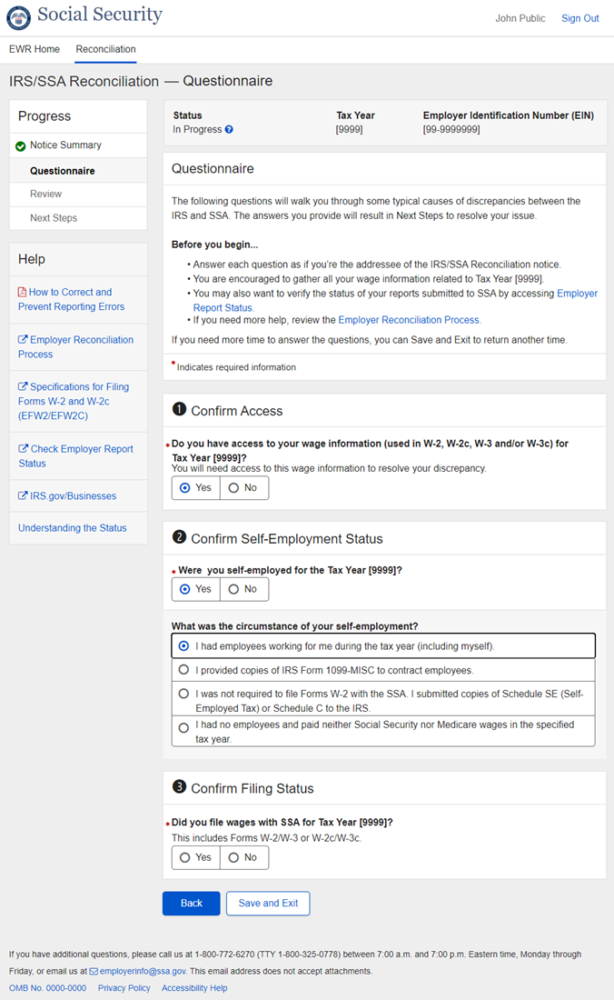 Social Security
John Public
Sign Out
EWR Home
Reconciliation
IRS/SSA Reconciliation — Questionnaire
Progress
Notice Summary
Questionnaire
Review
Next Steps
Help
How to Correct and
Prevent Reporting Errors
Employer Reconciliation
Process
Specifications for Filing
Forms W-2 and W-2c
(EFW2/EFW2C)
Check Employer Report
Status
IRS.gov/Businesses
Understanding the Status
Status
In Progress ?
Tax Year
[9999]
Employer Identification Number (EIN)
[99-9999999]
Questionnaire
The following questions will walk you through some typical causes of discrepancies between the
IRS and SSA. The answers you provide will result in Next Steps to resolve your issue.
Before you begin...
• Answer each question as if you're the addressee of the IRS/SSA Reconciliation notice.
• You are encouraged to gather all your wage information related to Tax Year [9999].
• You may also want to verify the status of your reports submitted to SSA by accessing Employer
Report Status.
• If you need more help, review the Employer Reconciliation Process.
If you need more time to answer the questions, you can Save and Exit to return another time.
* Indicates required information
1 Confirm Access
* Do you have access to your wage information (used in W-2, W-2c, W-3 and/or W-3c) for
Tax Year [9999]?
You will need access to this wage information to resolve your discrepancy.
Yes No
2 Confirm Self-Employment Status
* Were you self-employed for the Tax Year [9999]?
Yes No
What was the circumstance of your self-employment?
I had employees working for me during the tax year (including myself).
I provided copies of IRS Form 1099-MISC to contract employees.
I was not required to file Forms W-2 with the SSA. I submitted copies of Schedule SE (Self-
Employed Tax) or Schedule C to the IRS.
I had no employees and paid neither Social Security nor Medicare wages in the specified
tax year.
3 Confirm Filing Status
* Did you file wages with SSA for Tax Year [9999]?
This includes Forms W-2/W-3 or W-2c/W-3c.
Yes No
Back Save and Exit
If you have additional questions, please call us at 1-800-772-6270 (TTY 1-800-325-0778) between 7:00 a.m. and 7:00 p.m. Eastern time, Monday through
Friday, or email us at employerinfo@ssa.gov. This email address does not accept attachments.
OMB No. 0000-0000 Privacy Policy Accessibility Help